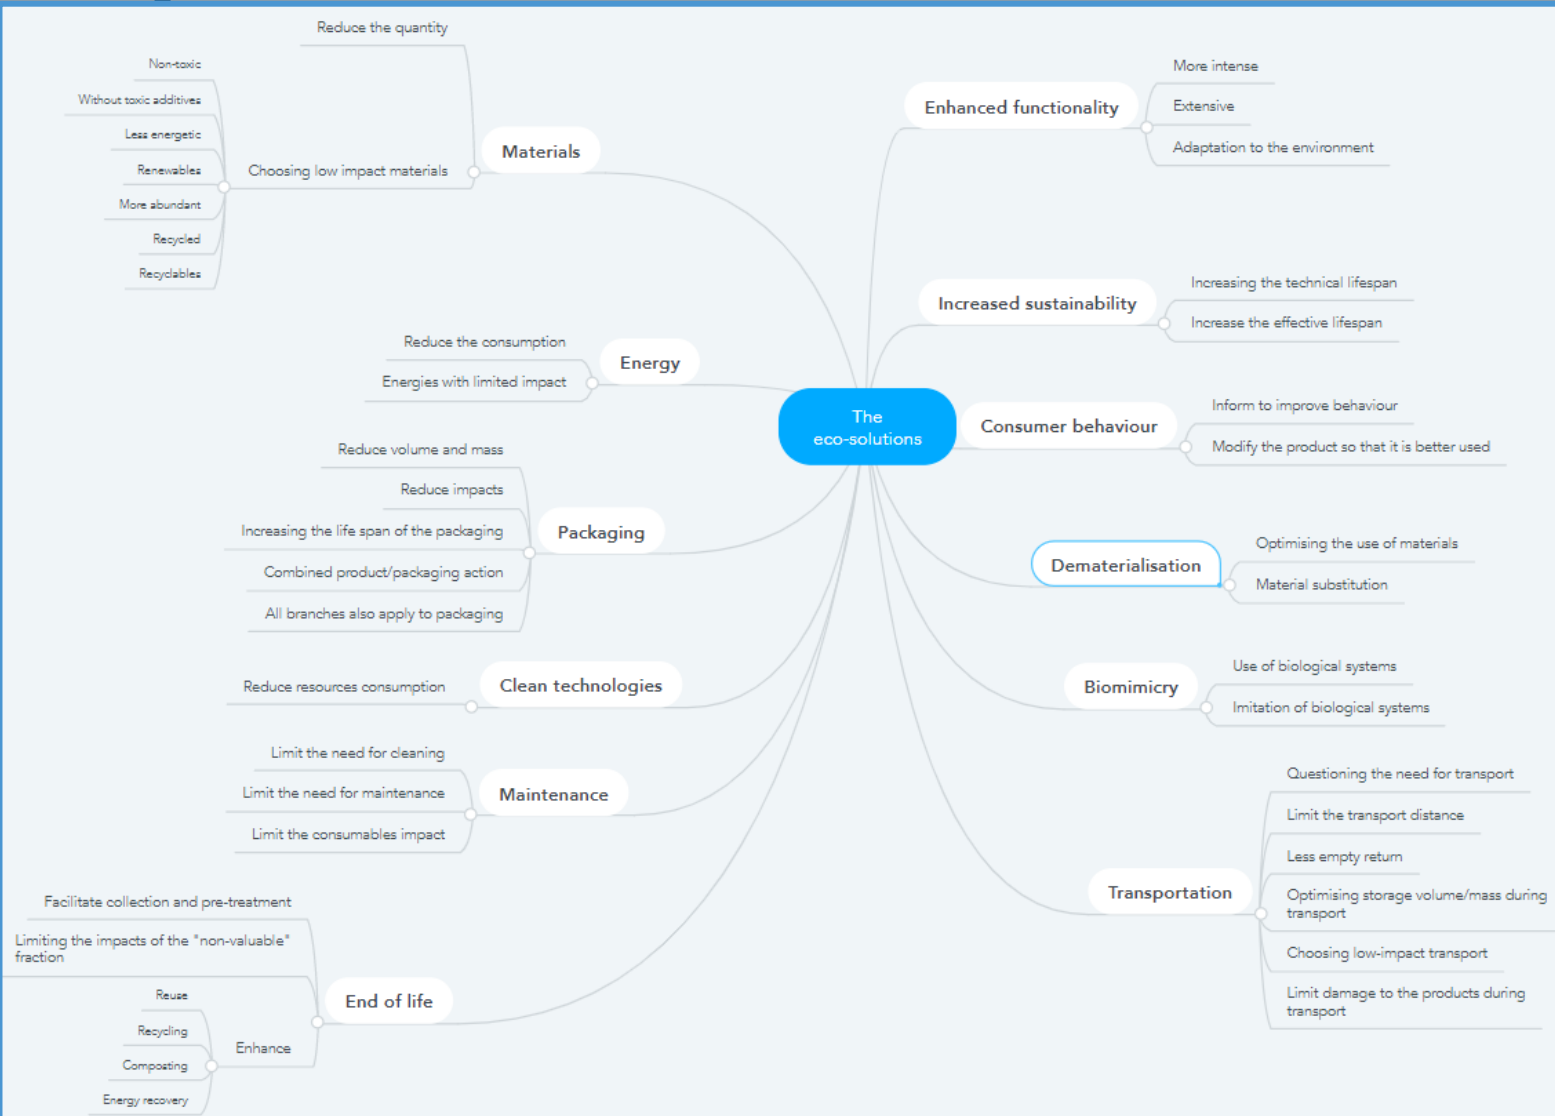 The
eco-solutions
Materials
Reduce the quantity
Choosing low impact materials
Non-toxic
Without toxic additives
Less energetic
Renewables
More abundant
Recycled
Recyclables
Energy
Reduce the consumption
Energies with limited impact
Packaging
Reduce volume and mass
Reduce impacts
Increasing the life span of the packaging
Combined product/packaging action
All branches also apply to packaging
Clean technologies
Reduce resources consumption
Maintenance
Limit the need for cleaning
Limit the need for maintenance
Limit the consumables impact
End of life
Facilitate collection and pre-treatment
Limiting the impacts of the "non-valuable"
fraction
Enhance
Reuse
Recycling
Composting
Energy recovery
Enhanced functionality
More intense
Extensive
Adaptation to the environment
Increased sustainability
Increasing the technical lifespan
Increase the effective lifespan
Consumer behaviour
Inform to improve behaviour
Modify the product so that it is better used
Dematerialisation
Optimising the use of materials
Material substitution
Biomimicry
Use of biological systems
Imitation of biological systems
Transportation
Questioning the need for transport
Limit the transport distance
Less empty return
Optimising storage volume/mass during
transport
Choosing low-impact transport
Limit damage to the products during
transport